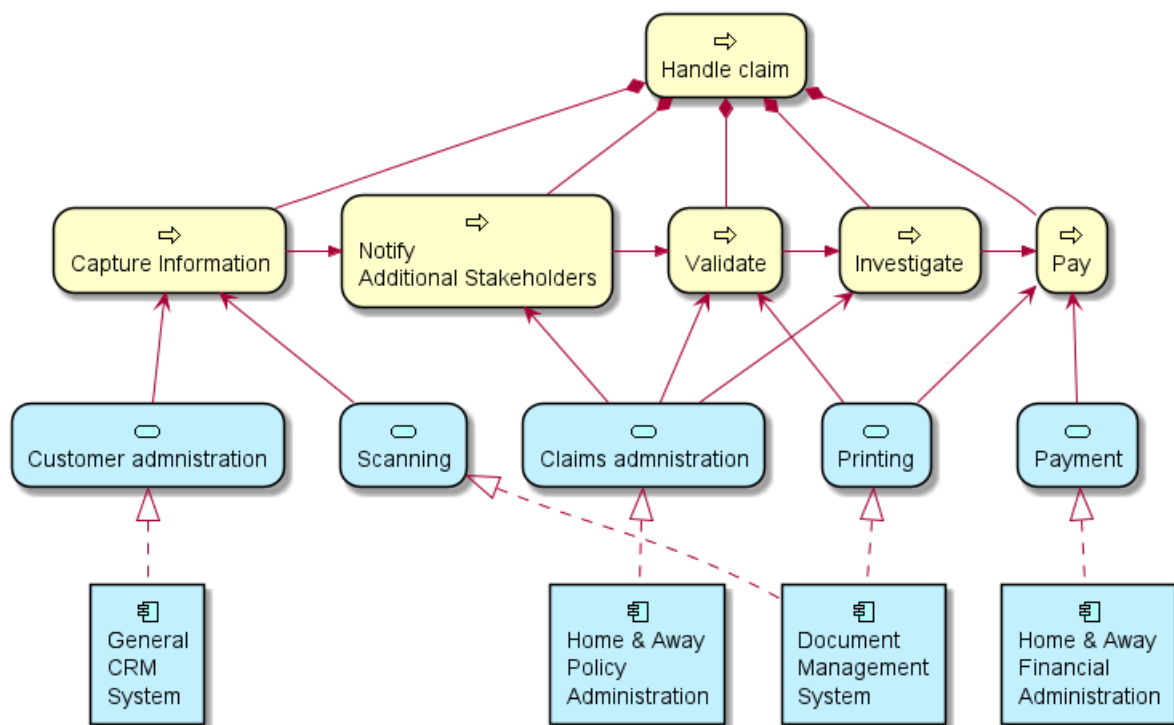 Handle claim
Capture Information
Notify
Additional Stakeholders
Validate
Investigate
Pay
Customer admnistration
Scanning
Claims admnistration
Printing
Payment
General
CRM
System
Home & Away
Policy
Administration
Document
Management
System
Home & Away
Financial
Administration